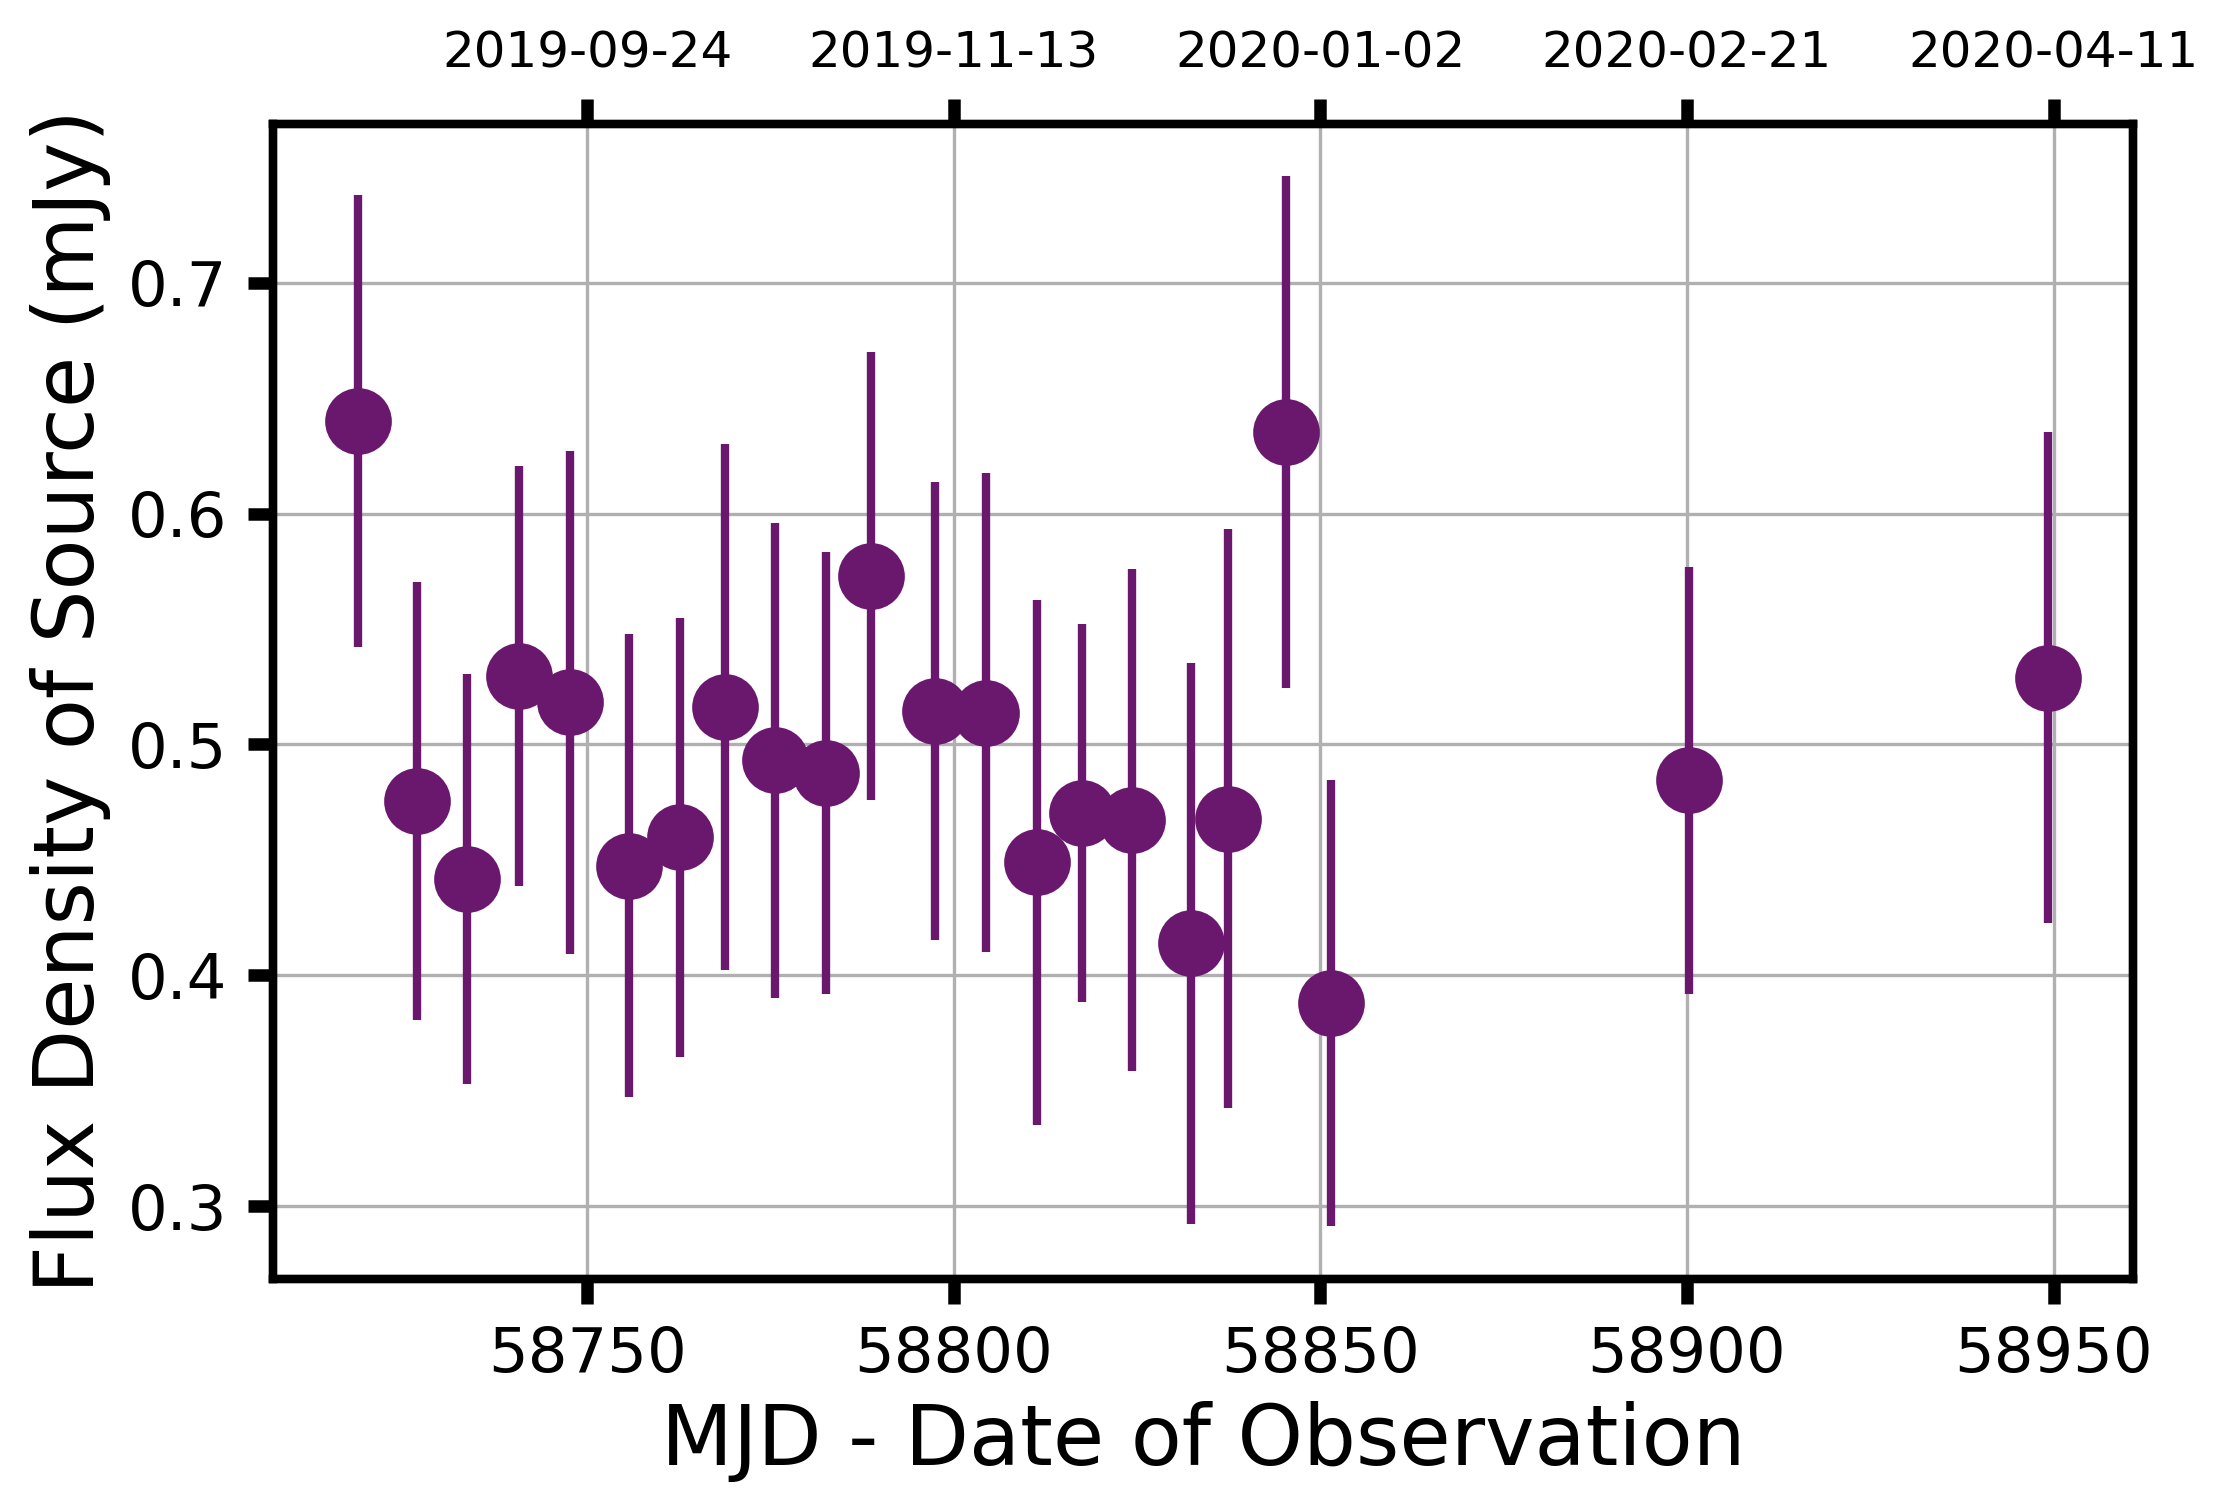 2019-09-24 2019-11-13 2020-01-02 2020-02-21 2020-04-11
Flux Density of Source (mJy)
0.7
0.6
0.5
0.4
0.3
58750 58800 58850 58900 58950
MJD - Date of Observation